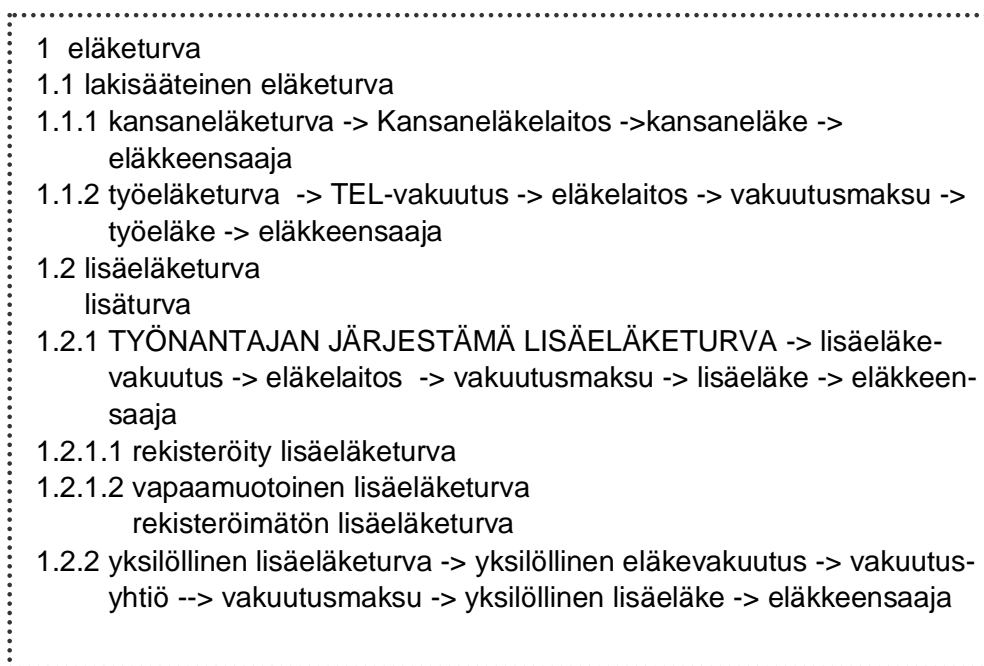 1  eläketurva
1.1 lakisääteinen eläketurva
1.1.1 kansaneläketurva -> Kansaneläkelaitos ->kansaneläke ->
eläkkeensaaja
1.1.2 työeläketurva  -> TEL-vakuutus -> eläkelaitos -> vakuutusmaksu ->
työeläke -> eläkkeensaaja
1.2 lisäeläketurva
lisäturva
1.2.1 TYÖNANTAJAN JÄRJESTÄMÄ LISÄELÄKETURVA -> lisäeläke-
vakuutus -> eläkelaitos  -> vakuutusmaksu -> lisäeläke -> eläkkeen-
saaja
1.2.1.1 rekisteröity lisäeläketurva
1.2.1.2 vapaamuotoinen lisäeläketurva
rekisteröimätön lisäeläketurva
1.2.2 yksilöllinen lisäeläketurva -> yksilöllinen eläkevakuutus -> vakuutus-
yhtiö --> vakuutusmaksu -> yksilöllinen lisäeläke -> eläkkeensaaja